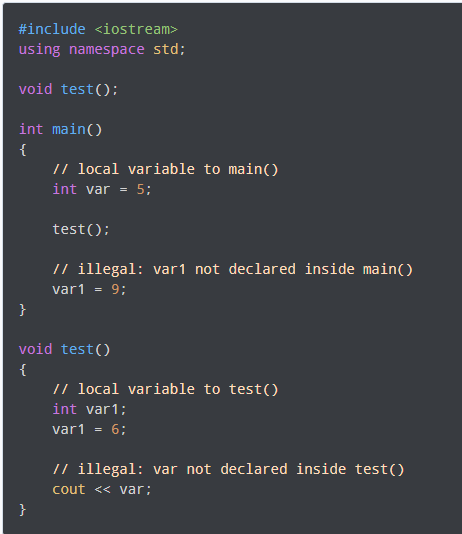 #include <iostream>
using namespace std;
void test();
int main()
{
    // local variable to main()
    int var = 5;
    test();
    // illegal: var1 not declared inside main()
    var1 = 9;
}
void test()
{
    // local variable to test()
    int var1;
    var1 = 6;
    // illegal: var not declared inside test()
    cout << var;
}